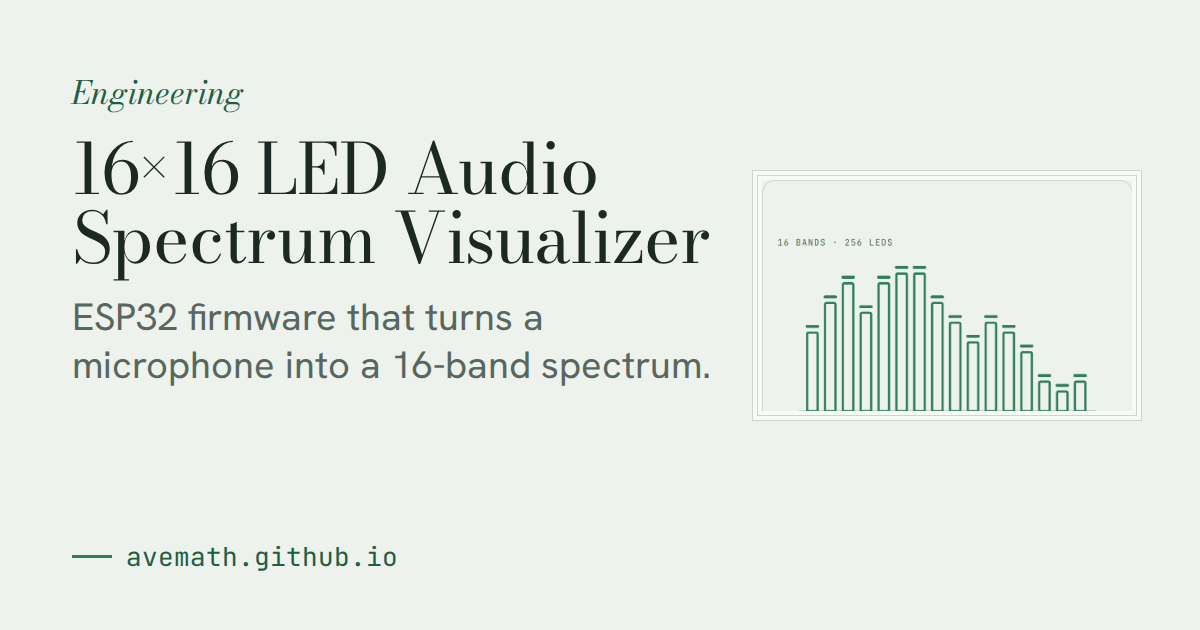 Engineering
16×16 LED Audio
Spectrum Visualizer
ESP32 firmware that turns a
microphone into a 16-band spectrum.
16 BANDS · 256 LEDS
avemath.github.io